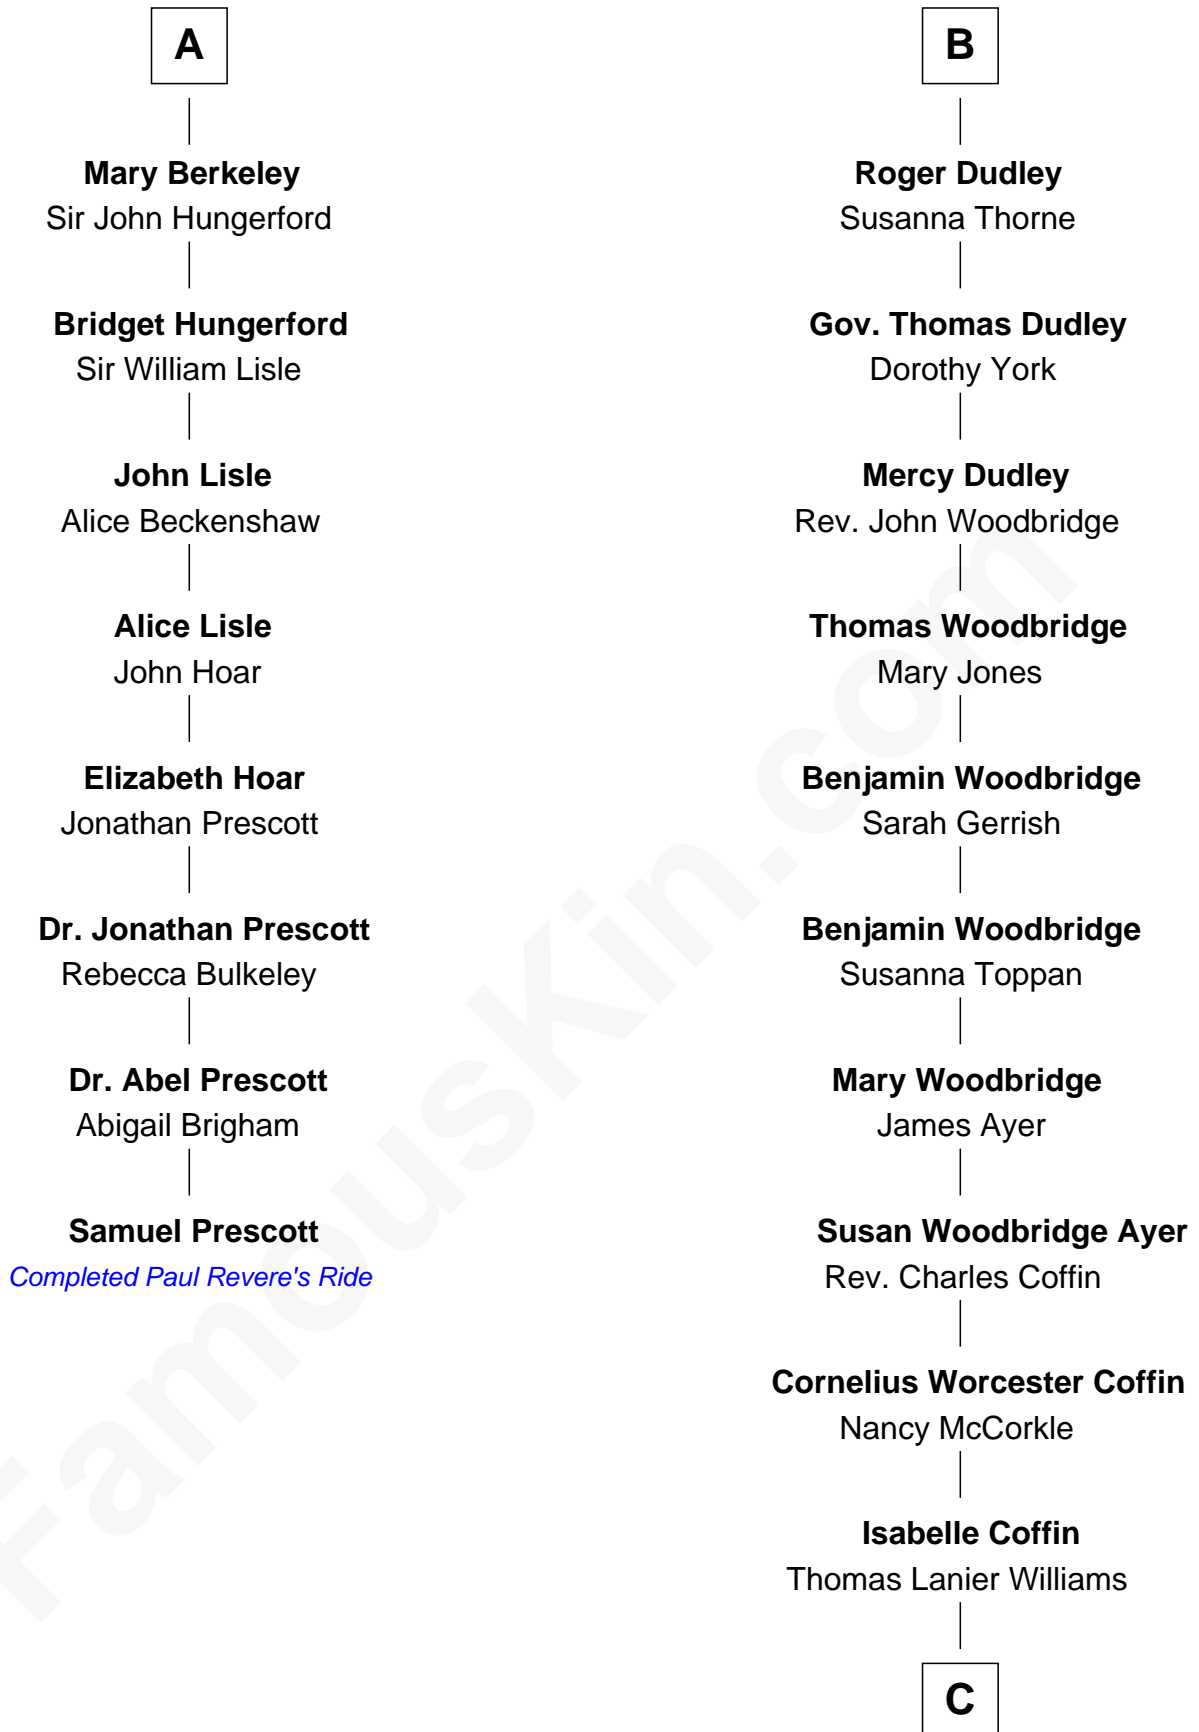 A
Mary Berkeley
Sir John Hungerford
Bridget Hungerford
Sir William Lisle
John Lisle
Alice Beckenshaw
Alice Lisle
John Hoar
Elizabeth Hoar
Jonathan Prescott
Dr. Jonathan Prescott
Rebecca Bulkeley
Dr. Abel Prescott
Abigail Brigham
Samuel Prescott
Completed Paul Revere's Ride
B
Roger Dudley
Susanna Thorne
Gov. Thomas Dudley
Dorothy York
Mercy Dudley
Rev. John Woodbridge
Thomas Woodbridge
Mary Jones
Benjamin Woodbridge
Sarah Gerrish
Benjamin Woodbridge
Susanna Toppan
Mary Woodbridge
James Ayer
Susan Woodbridge Ayer
Rev. Charles Coffin
Cornelius Worcester Coffin
Nancy McCorkle
Isabelle Coffin
Thomas Lanier Williams
C
FamousKin.com